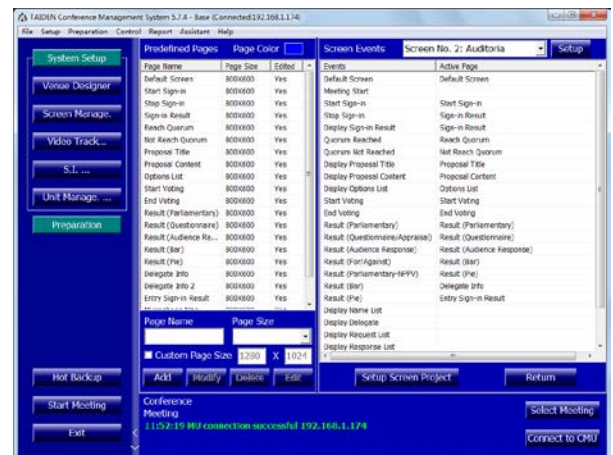 TAIDEN Conference Management System 5.7.4 - Base (Connected:192.168.1.174)
File Setup Preparation Control Report Assistant Help
System Setup
Venue Designer
Screen Manage.
Video Track...
S.I. ...
Unit Manage. ...
Preparation
Hot Backup
Start Meeting
Exit
Predefined Pages Page Color
Page Name Page Size Edited
Default Screen 800X600 Yes
Start Sign-in 800X600 Yes
Stop Sign-in 800X600 Yes
Sign-in Result 800X600 Yes
Reach Quorum 800X600 Yes
Not Reach Quorum 800X600 Yes
Proposal Title 800X600 Yes
Proposal Content 800X600 Yes
Options List 800X600 Yes
Start Voting 800X600 Yes
End Voting 800X600 Yes
Result (Parliamentary) 800X600 Yes
Result (Questionnaire) 800X600 Yes
Result (Audience Re... 800X600 Yes
Result (Bar) 800X600 Yes
Result (Pie) 800X600 Yes
Delegate Info 800X600 Yes
Delegate Info 2 800X600 Yes
Entry Sign-in Result 800X600 Yes
Page Name Page Size
Custom Page Size 1280 X 1024
Add Modify Delete Edit
Screen Events Screen No. 2: Auditoria Setup
Events Active Page
Default Screen Default Screen
Meeting Start
Start Sign-in Start Sign-in
Stop Sign-in Sign-in Result
Display Sign-in Result Sign-in Result
Quorum Reached Reach Quorum
Quorum Not Reached Not Reach Quorum
Display Proposal Title Proposal Title
Display Proposal Content Proposal Content
Display Options List Options List
Start Voting Start Voting
End Voting End Voting
Result (Parliamentary) Result (Parliamentary)
Result (Questionnaire/Appraisal) Result (Questionnaire)
Result (Audience Response) Result (Audience Response)
Result (For/Against) Result (Bar)
Result (Parliamentary-NPPV) Result (Pie)
Result (Bar) Delegate Info
Result (Pie) Entry Sign-in Result
Display Name List
Display Delegate
Display Request List
Display Response List
Setup Screen Project Return
Conference
Meeting
11:52:19 MU connection successful 192.168.1.174
Select Meeting
Connect to CMU